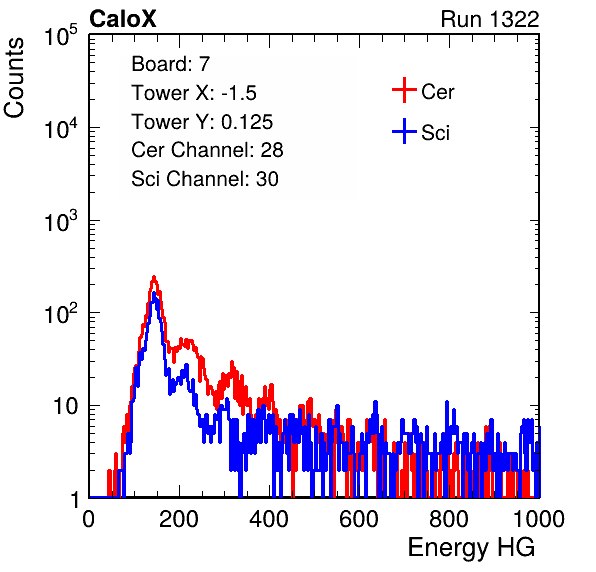 CaloX Run 1322
Counts
Board: 7
Tower X: -1.5
Tower Y: 0.125
Cer Channel: 28
Sci Channel: 30
Cer
Sci
10^5
10^4
10^3
10^2
10
1
0 200 400 600 800 1000
Energy HG